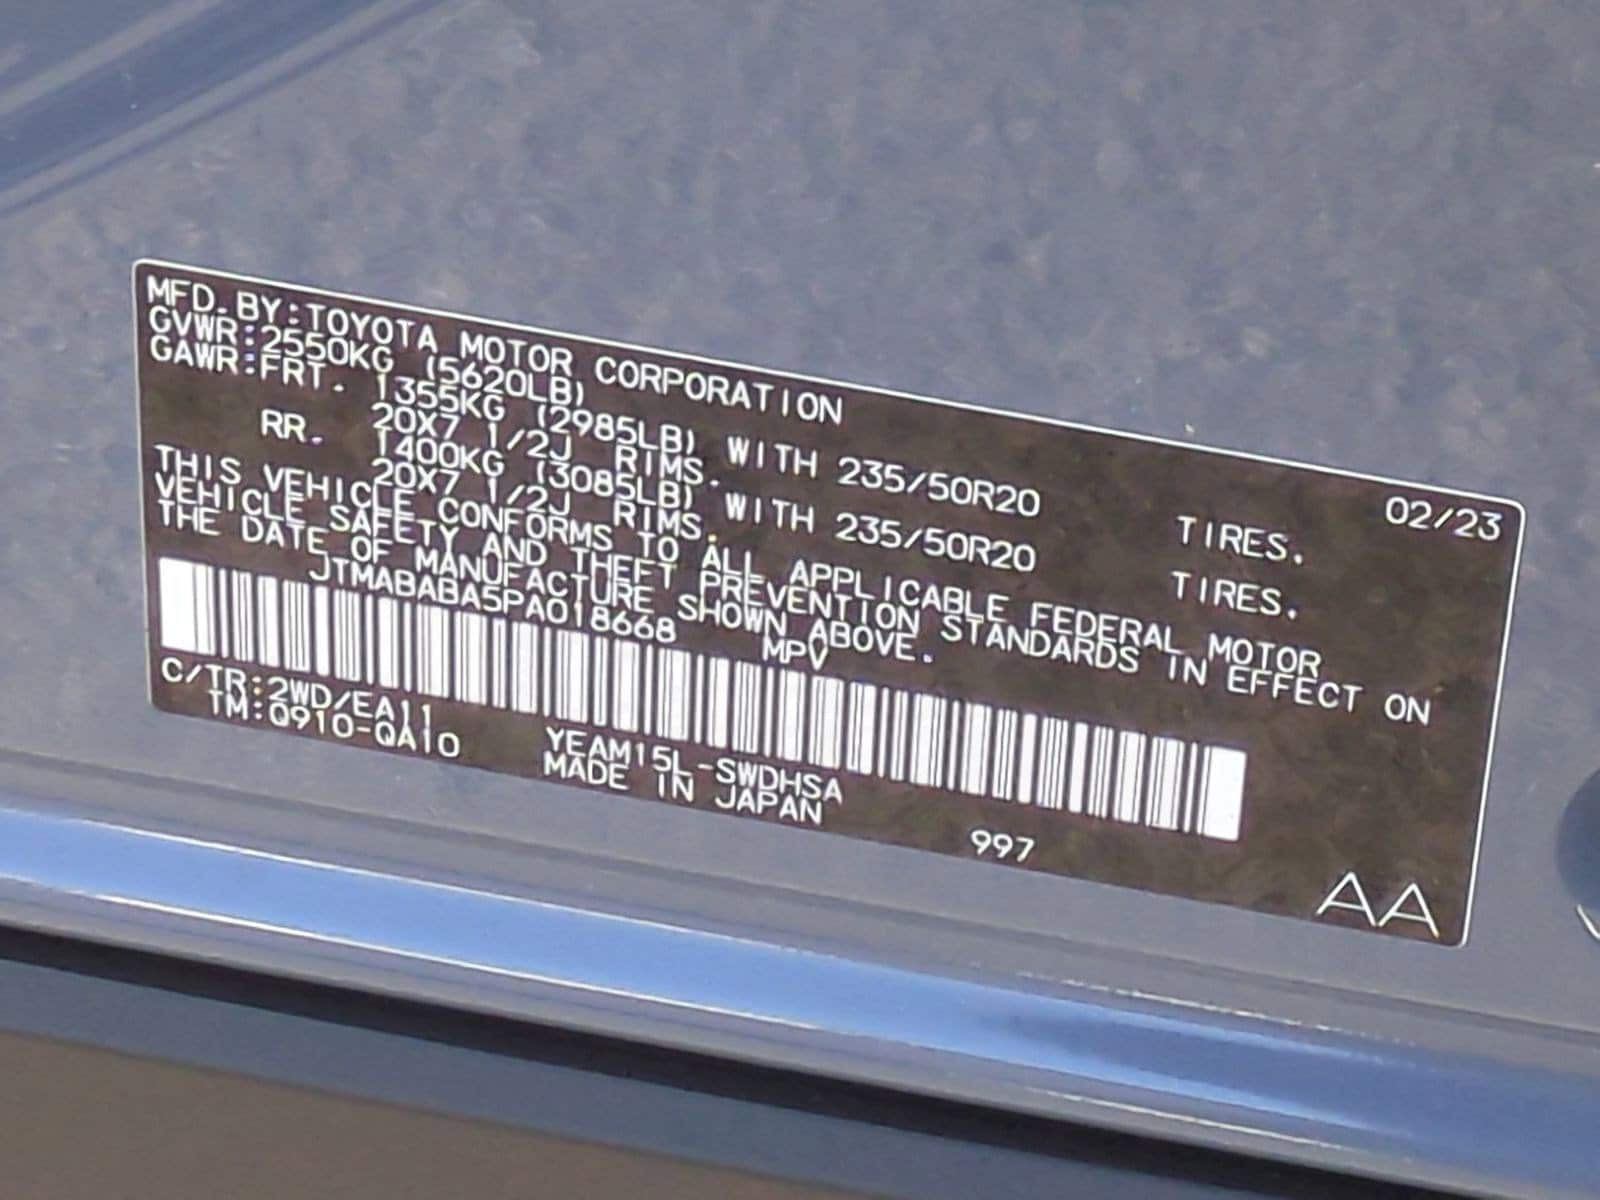 MFD. BY:TOYOTA MOTOR CORPORATION 02/23
GVWR:2550KG (5620LB)
GAWR:FRT. 1355KG (2985LB) WITH 235/50R20 TIRES.
20X7 1/2J RIMS.
RR. 1400KG (3085LB) WITH 235/50R20 TIRES.
20X7 1/2J RIMS.
THIS VEHICLE CONFORMS TO ALL APPLICABLE FEDERAL MOTOR
VEHICLE SAFETY AND THEFT PREVENTION STANDARDS IN EFFECT ON
THE DATE OF MANUFACTURE SHOWN ABOVE.
JTMABABA5PA018668 MPV
C/TR:2WD/EA11 YEAM15L-SWDHSA
TM:Q910-QA10 MADE IN JAPAN 997
AA